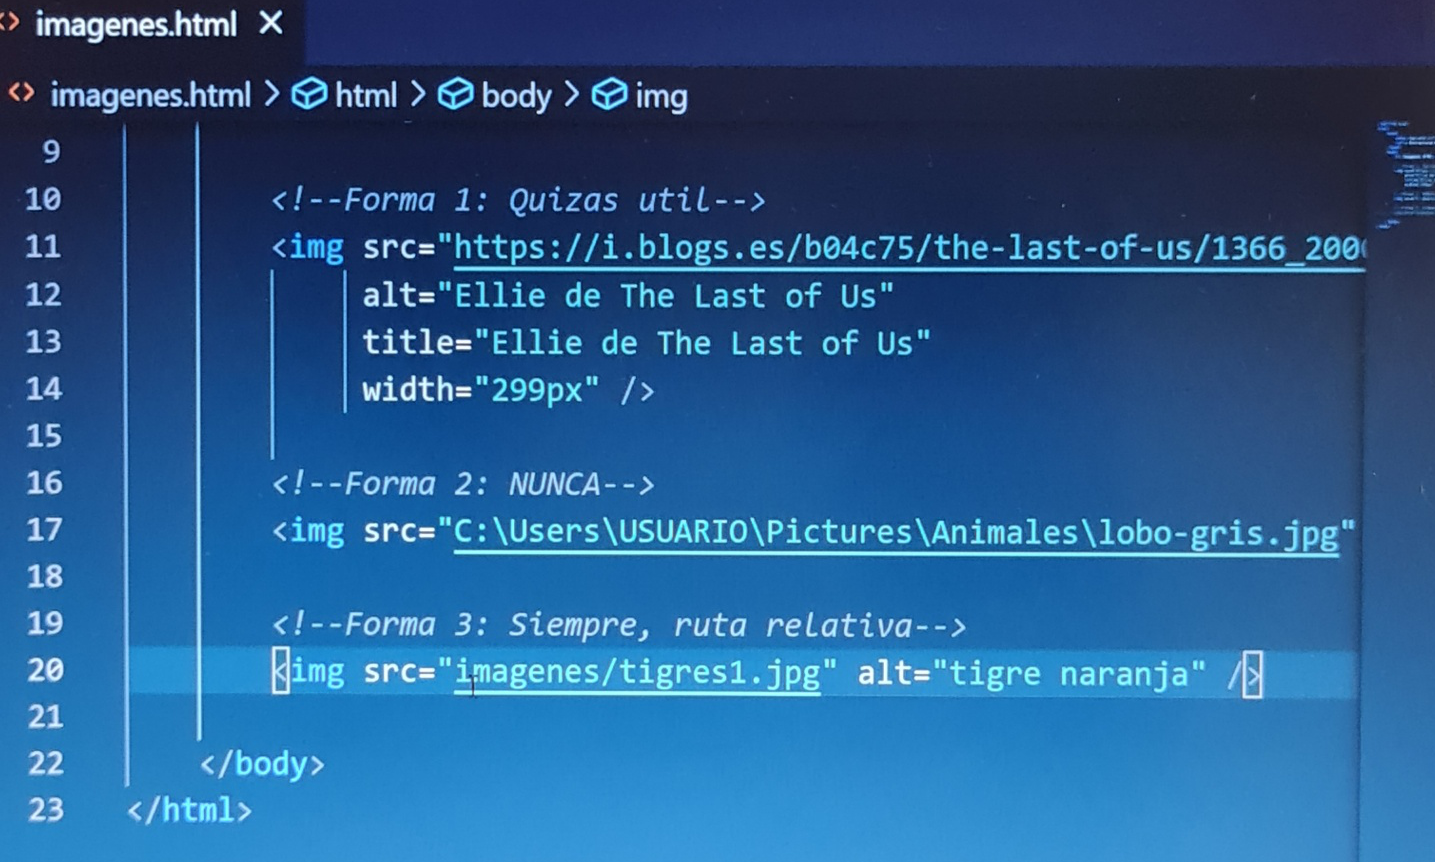 imagenes.html
imagenes.html > html > body > img
9
10 <!--Forma 1: Quizas util-->
11 <img src="https://i.blogs.es/b04c75/the-last-of-us/1366_200
12 alt="Ellie de The Last of Us"
13 title="Ellie de The Last of Us"
14 width="299px" />
15
16 <!--Forma 2: NUNCA-->
17 <img src="C:\Users\USUARIO\Pictures\Animales\lobo-gris.jpg"
18
19 <!--Forma 3: Siempre, ruta relativa-->
20 <img src="imagenes/tigres1.jpg" alt="tigre naranja" />
21
22 </body>
23 </html>